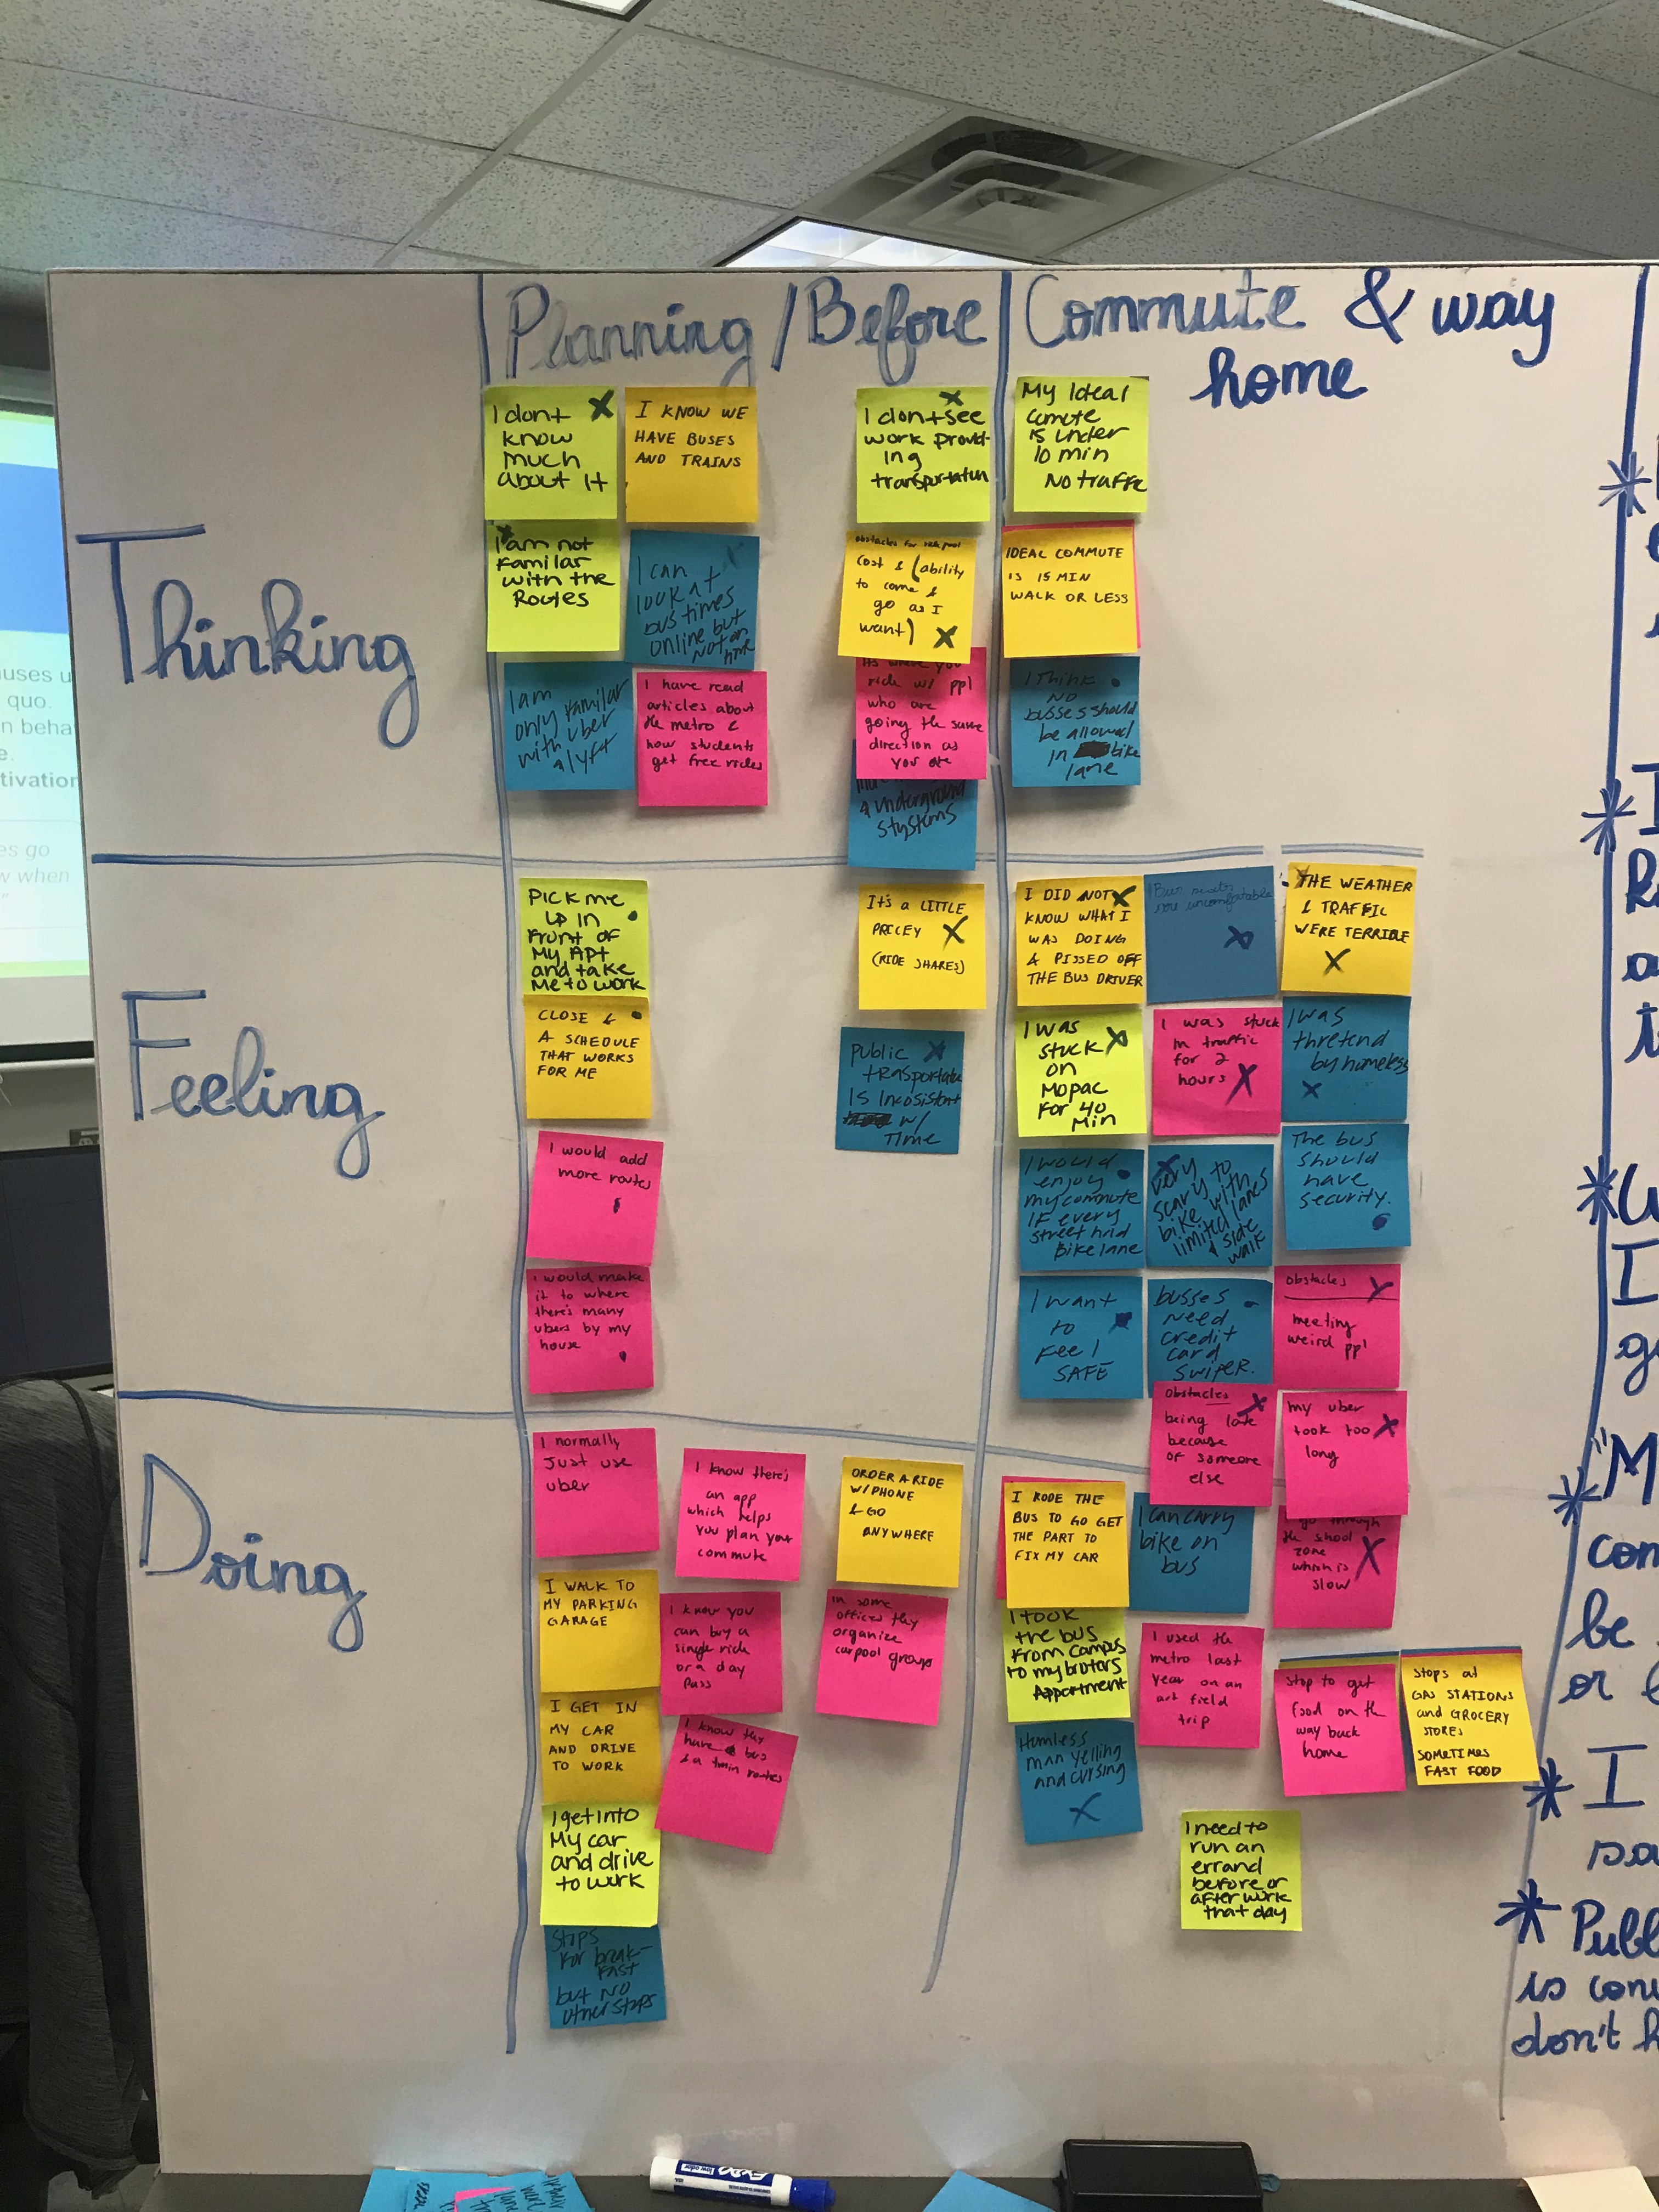 Planning / Before
Commute & way
home
Thinking
I dont
know
much
about It
I KNOW WE
HAVE BUSES
AND TRAINS
I don't see
work provid-
ing
transportatun
I am not
familar
with the
Routes
I can
look at
bus times
online but
Not on
obstacles for
cost & (ability
to come &
go as I
want)
I am
only familar
with uber
& lyft
I have read
articles about
the metro &
how students
get free rides
Its where you
ride w/ ppl
who are
going the same
direction as
you are
& underground
stystems
My Ideal
comute
is under
10 min
No traffic
IDEAL COMMUTE
IS 15 MIN
WALK OR LESS
I Think
NO
busses should
be allowed
in bike
lane
Feeling
Pick me
up in
front of
My APt
and take
Me to work
CLOSE &
A SCHEDULE
THAT WORKS
FOR ME
I would add
more routes
I would make
it to where
there's many
ubers by my
house
It's A LITTLE
PRICEY
(RIDE SHARES)
Public
trasportatio
Is Incosistant
w/
Time
I DID NOT
KNOW WHAT I
WAS DOING
& PISSED OFF
THE BUS DRIVER
Bus seats
are uncomfortable
THE WEATHER
& TRAFFIC
WERE TERRIBLE
I was
stuck
on
Mopac
for 40
Min
I was stuck
in traffic
for 2
hours
I was
thretend
by homeless
I would
enjoy
my commute
IF every
street had
Bike lane
very
scary to
bike with
limited lanes
& side
walk
The bus
should
have
security.
I want
to
feel
SAFE
busses
Need
credit
card
swiper.
obstacles
meeting
weird ppl
obstacles
being late
because
of someone
else
my uber
took too
long
Doing
I normally
Just use
uber
I know there's
an app
which helps
you plan your
commute
ORDER A RIDE
W/PHONE
& GO
ANYWHERE
I WALK TO
MY PARKING
GARAGE
I know you
can buy a
single ride
or a day
pass
In some
offices they
organize
carpool groups
I GET IN
MY CAR
AND DRIVE
TO WORK
I know they
have a bus
& a train routes
I get into
My car
and drive
to work
Stops
for break-
fast
but NO
other stops
I RODE THE
BUS TO GO GET
THE PART TO
FIX MY CAR
I can carry
bike on
bus
go through
the shool
zone
which is
slow
I took
the bus
from campus
to my brotars
Appartment
I used the
metro last
year on an
art field
trip
Stop to get
food on the
way back
home
Stops at
GAS STATIONS
and GROCERY
STORES
SOMETIMES
FAST FOOD
Homless
man yelling
and cursing
I need to
run an
errand
before or
after work
that day
I
"M
con
be
or
I
sa
Publ
is con
don't h
quo.
EXPO